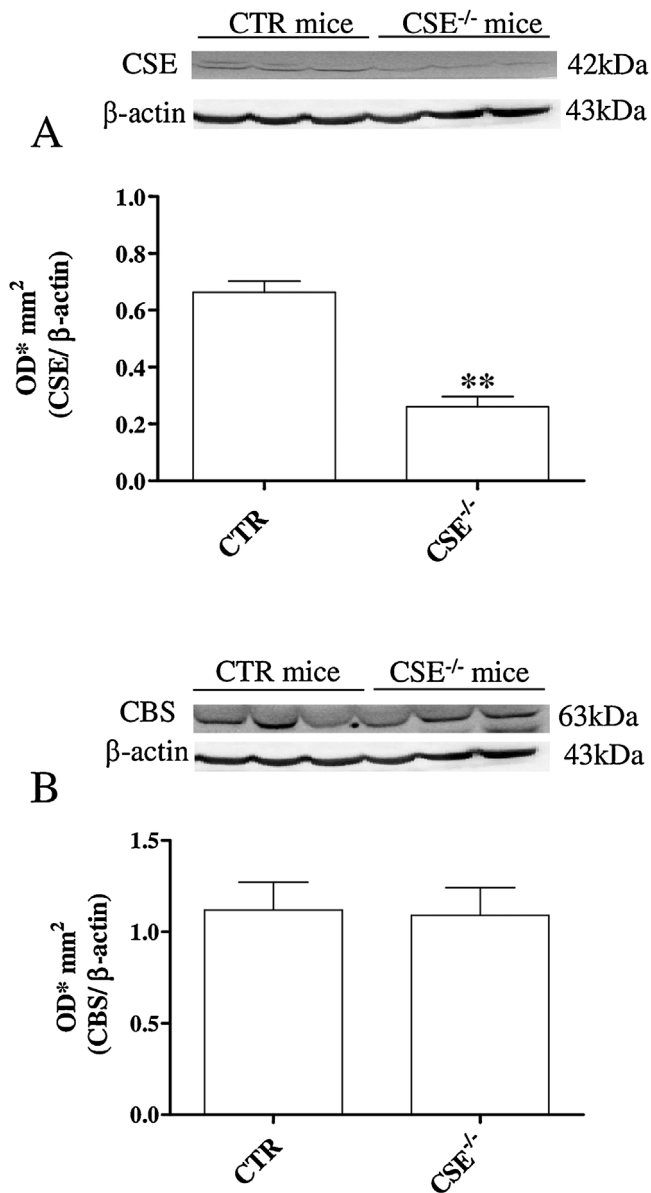 CTR mice CSE-/- mice
CSE 42kDa
β-actin 43kDa
A
1.0
0.8
0.6
0.4
0.2
0.0
OD* mm2
(CSE/ β-actin)
**
CTR CSE-/-
CTR mice CSE-/- mice
CBS 63kDa
β-actin 43kDa
B
1.5
1.0
0.5
0.0
OD* mm2
(CBS/ β-actin)
CTR CSE-/-